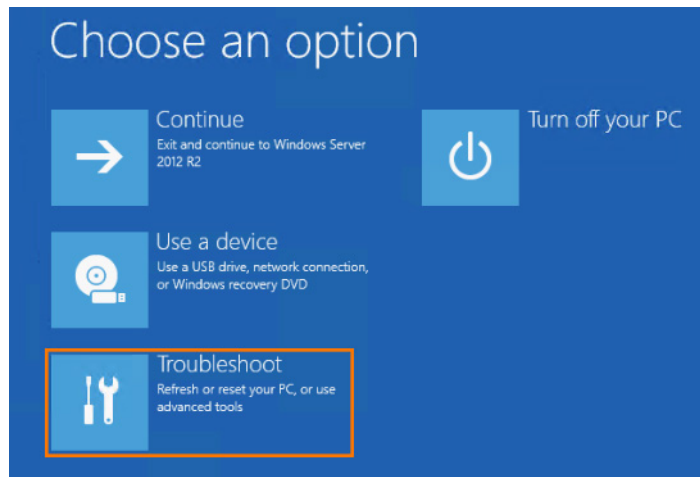 Choose an option
Continue
Exit and continue to Windows Server
2012 R2
Turn off your PC
Use a device
Use a USB drive, network connection,
or Windows recovery DVD
Troubleshoot
Refresh or reset your PC, or use
advanced tools